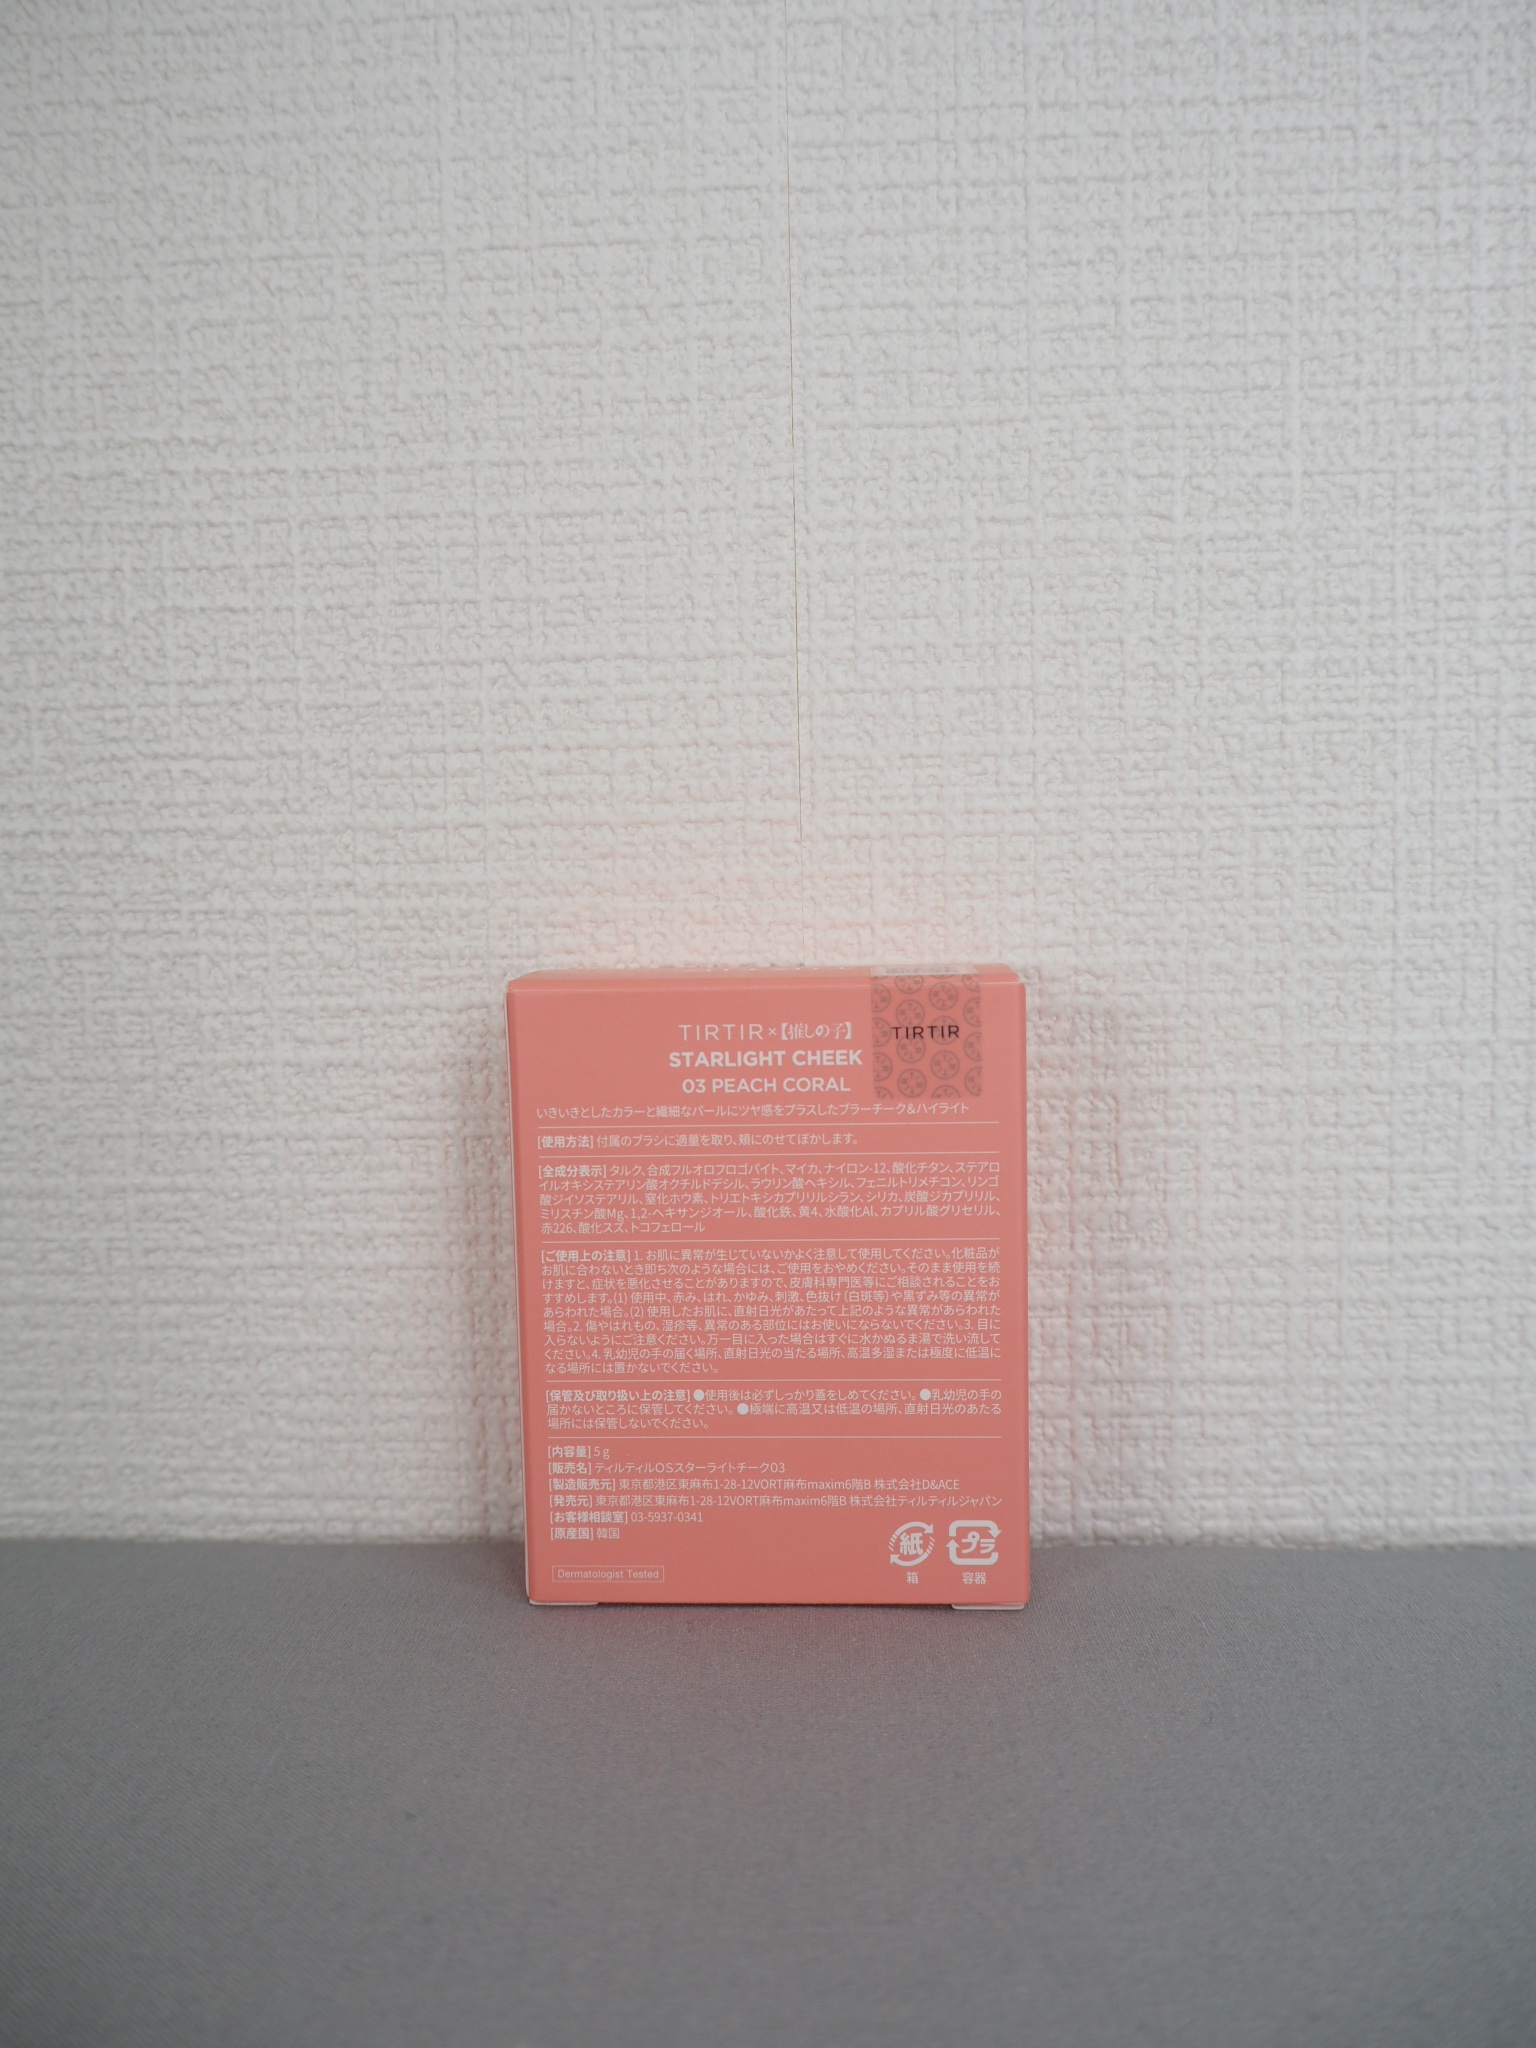 TIRTIR×【推しの子】
TIRTIR
STARLIGHT CHEEK
03 PEACH CORAL
いきいきとしたカラーと繊細なパールにツヤ感をプラスしたブラーチーク&ハイライト
[使用方法] 付属のブラシに適量を取り、頬にのせてぼかします。
[全成分表示] タルク、合成フルオロフロゴパイト、マイカ、ナイロン-12、酸化チタン、ステアロ
イルオキシステアリン酸オクチルドデシル、ラウリン酸ヘキシル、フェニルトリメチコン、リンゴ
酸ジイソステアリル、窒化ホウ素、トリエトキシカプリリルシラン、シリカ、炭酸ジカプリリル、
ミリスチン酸Mg、1,2-ヘキサンジオール、酸化鉄、黄4、水酸化Al、カプリル酸グリセリル、
赤226、酸化スズ、トコフェロール
[ご使用上の注意] 1. お肌に異常が生じていないかよく注意して使用してください。化粧品が
お肌に合わないとき即ち次のような場合には、ご使用をおやめください。そのまま使用を続
けますと、症状を悪化させることがありますので、皮膚科専門医等にご相談されることをお
すすめします。(1) 使用中、赤み、はれ、かゆみ、刺激、色抜け(白斑等)や黒ずみ等の異常が
あらわれた場合。(2) 使用したお肌に、直射日光があたって上記のような異常があらわれた
場合。2. 傷やはれもの、湿疹等、異常のある部位にはお使いにならないでください。3. 目に
入らないようにご注意ください。万一目に入った場合はすぐに水かぬるま湯で洗い流して
ください。4. 乳幼児の手の届く場所、直射日光の当たる場所、高温多湿または極度に低温に
なる場所には置かないでください。
[保管及び取り扱い上の注意] ●使用後は必ずしっかり蓋をしめてください。●乳幼児の手の
届かないところに保管してください。●極端に高温又は低温の場所、直射日光のあたる
場所には保管しないでください。
[内容量] 5 g
[販売名] ティルティルOSスターライトチーク03
[製造販売元] 東京都港区東麻布1-28-12VORT麻布maxim6階B 株式会社D&ACE
[発売元] 東京都港区東麻布1-28-12VORT麻布maxim6階B 株式会社ティルティルジャパン
[お客様相談室] 03-5937-0341
[原産国] 韓国
紙 プラ
箱 容器
Dermatologist Tested